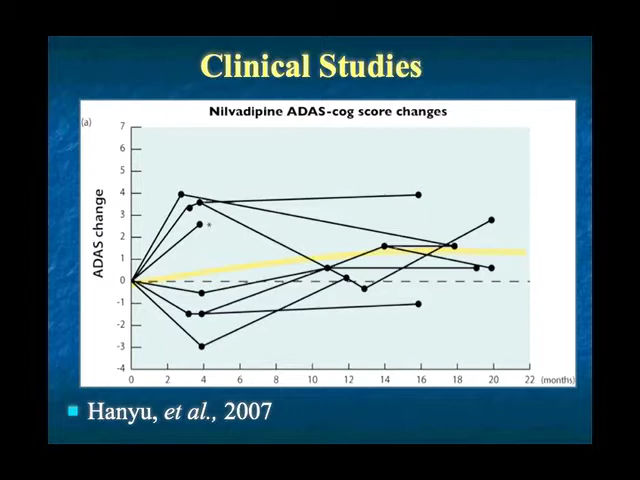 Clinical Studies
Nilvadipine ADAS-cog score changes
(a)
7
6
5
4
3
2
1
0
-1
-2
-3
-4
ADAS change
*
0 2 4 6 8 10 12 14 16 18 20 22 (months)
Hanyu, et al., 2007